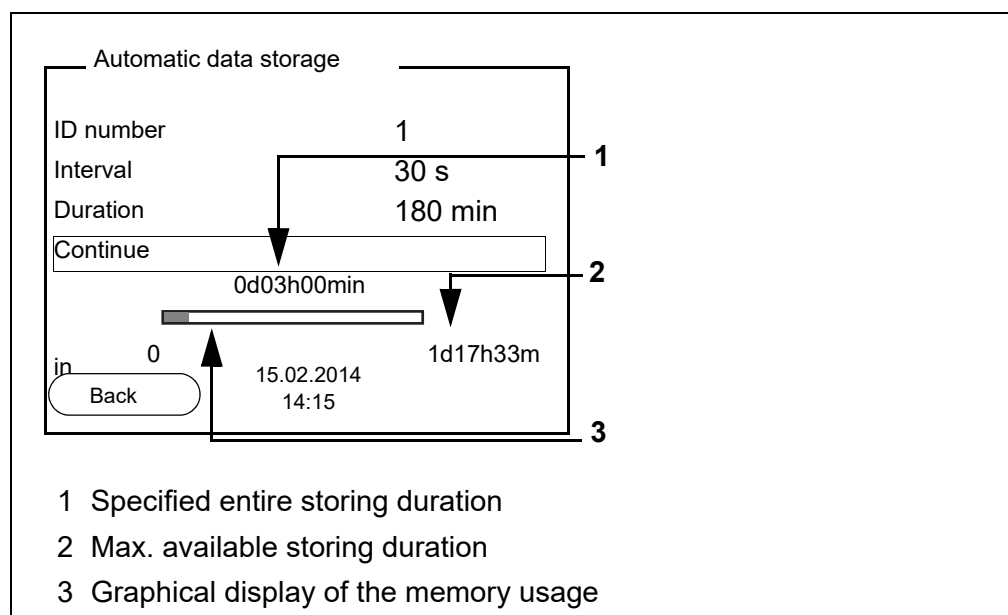 Automatic data storage
ID number 1
Interval 30 s
Duration 180 min
Continue
0d03h00min
0 1d17h33m
in
Back
15.02.2014
14:15
1
2
3
1 Specified entire storing duration
2 Max. available storing duration
3 Graphical display of the memory usage